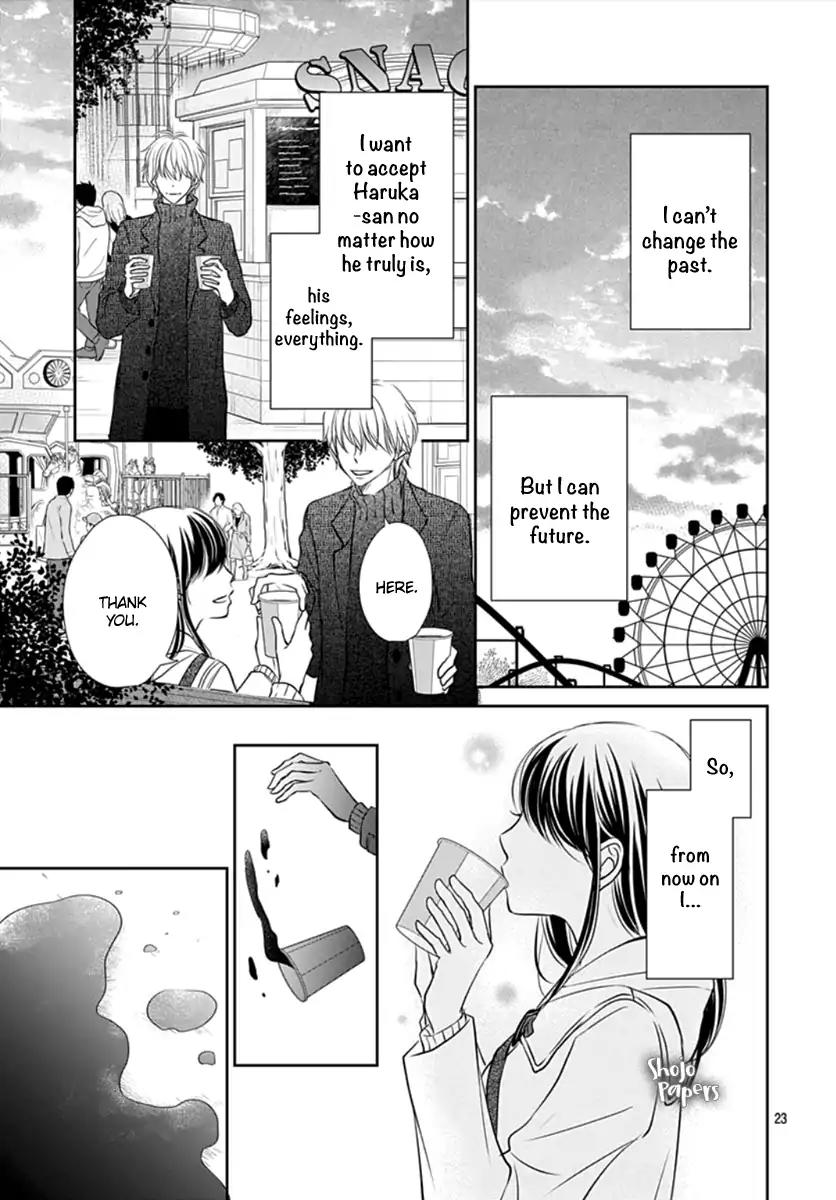 I can't
change the
past.
But I can
prevent the
future.
SNAC
I want
to accept
Haruka
-san no
matter how
he truly is,
his
feelings,
everything.
HERE.
THANK
YOU.
So,
from
now on
I...
Shojo
Papers
23